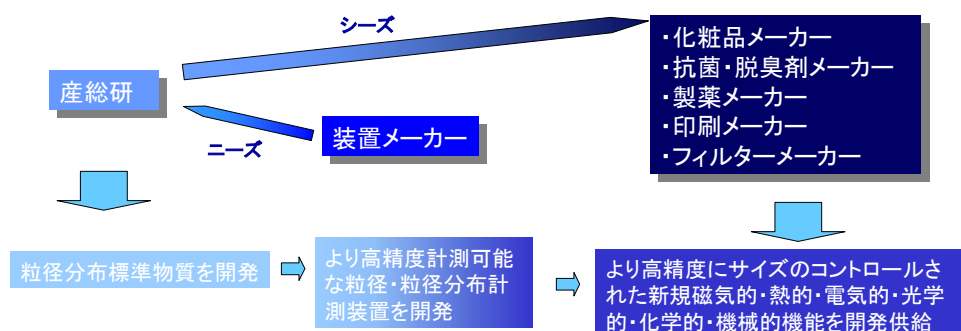 シーズ
・化粧品メーカー
・抗菌・脱臭剤メーカー
・製薬メーカー
・印刷メーカー
・フィルターメーカー
産総研
装置メーカー
ニーズ
粒径分布標準物質を開発
より高精度計測可能
な粒径・粒径分布計
測装置を開発
より高精度にサイズのコントロールさ
れた新規磁気的・熱的・電気的・光学
的・化学的・機械的機能を開発供給